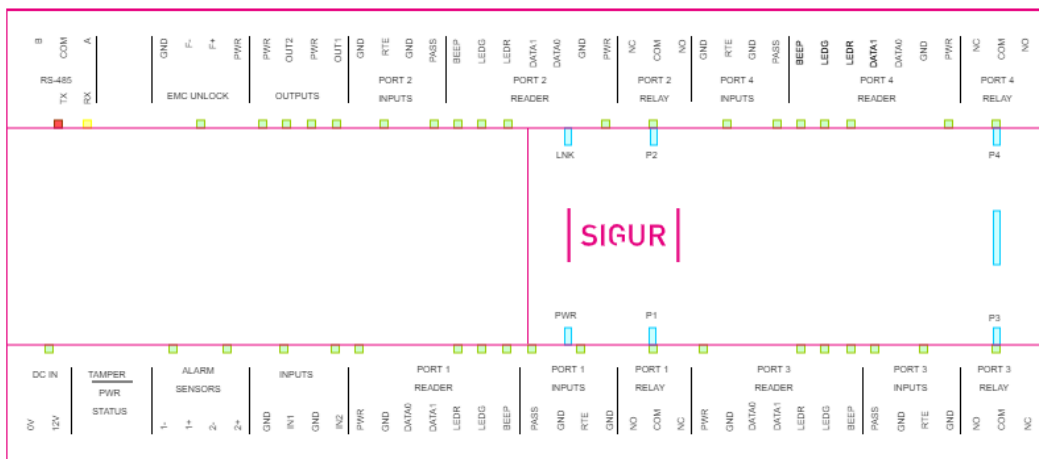 B COM A GND F- F+ PWR PWR OUT2 PWR OUT1 GND RTE GND PASS BEEP LEDG LEDR DATA1 DATA0 GND PWR NC COM NO GND RTE GND PASS BEEP LEDG LEDR DATA1 DATA0 GND PWR NC COM NO
RS-485 PORT 2 PORT 2 PORT 2 PORT 4 PORT 4 PORT 4
TX RX EMC UNLOCK OUTPUTS INPUTS READER RELAY INPUTS READER RELAY
LNK P2 P4
SIGUR
PWR P1 P3
DC IN TAMPER ALARM INPUTS PORT 1 PORT 1 PORT 1 PORT 3 PORT 3 PORT 3
PWR SENSORS READER INPUTS RELAY READER INPUTS RELAY
STATUS
0V 12V 1- 1+ 2- 2+ GND IN1 GND IN2 PWR GND DATA0 DATA1 LEDR LEDG BEEP PASS GND RTE GND NO COM NC PWR GND DATA0 DATA1 LEDR LEDG BEEP PASS GND RTE GND NO COM NC